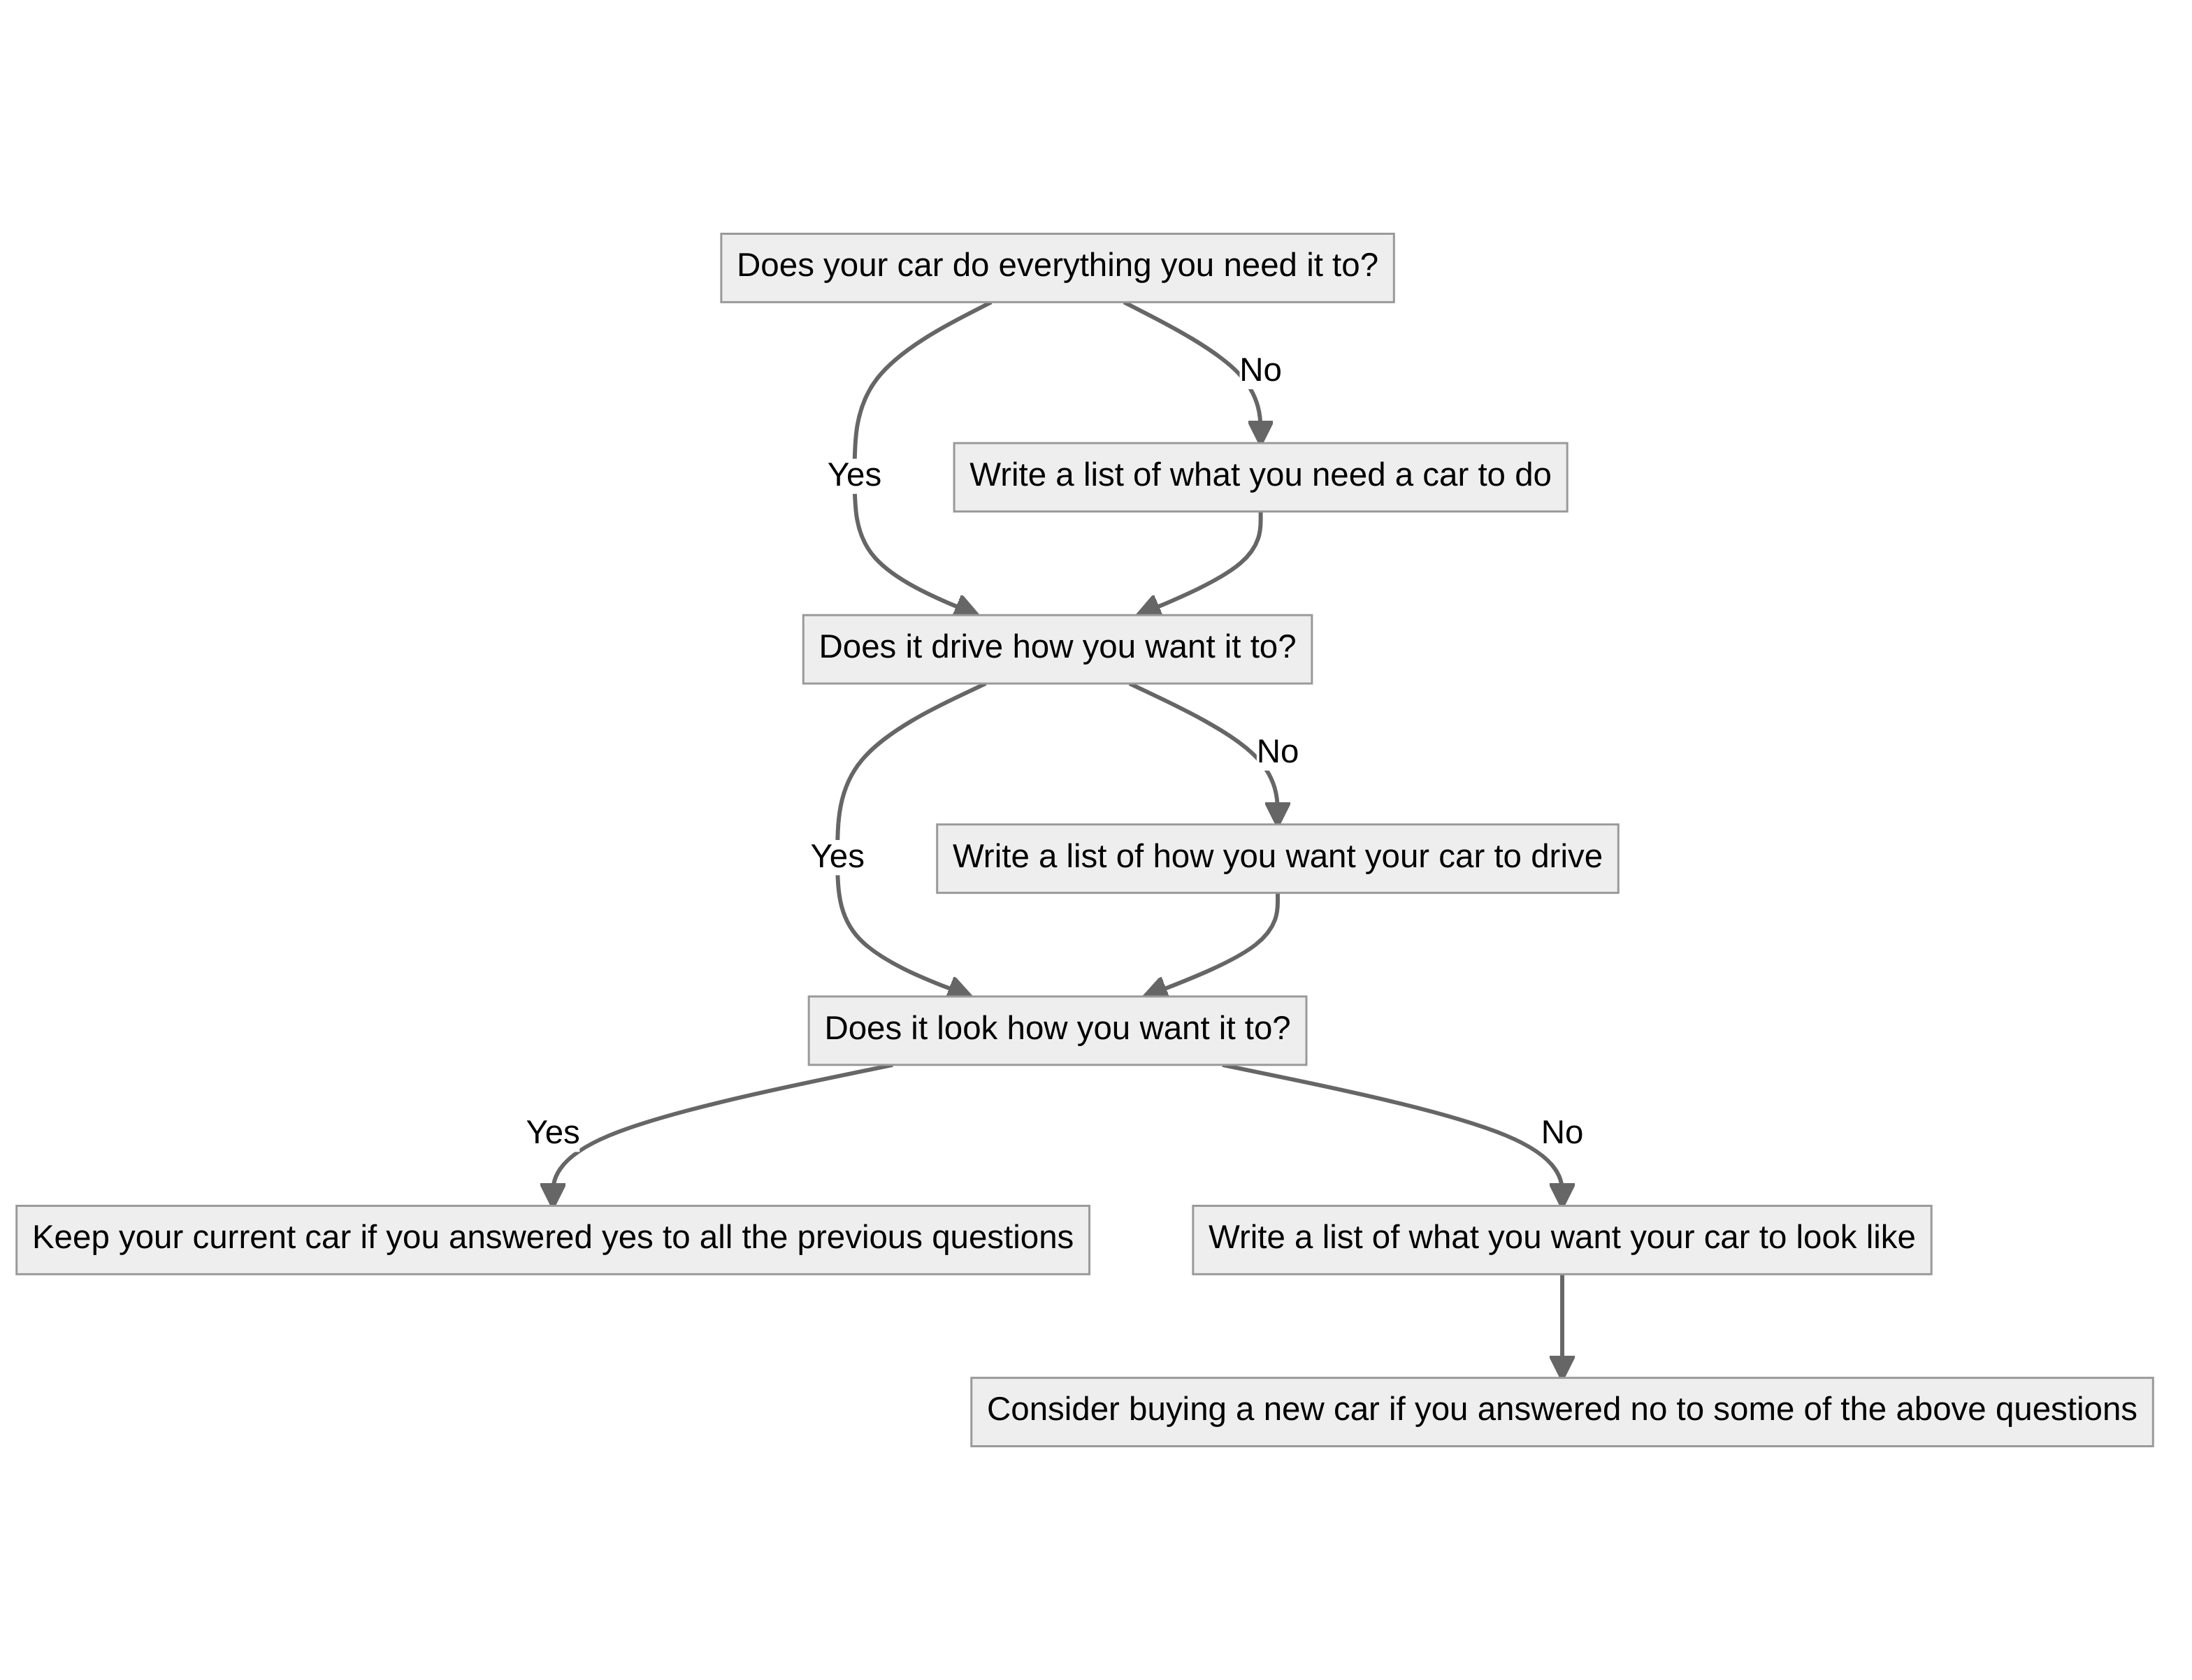 Does your car do everything you need it to?
No
Yes
Write a list of what you need a car to do
Does it drive how you want it to?
No
Yes
Write a list of how you want your car to drive
Does it look how you want it to?
Yes
No
Keep your current car if you answered yes to all the previous questions
Write a list of what you want your car to look like
Consider buying a new car if you answered no to some of the above questions